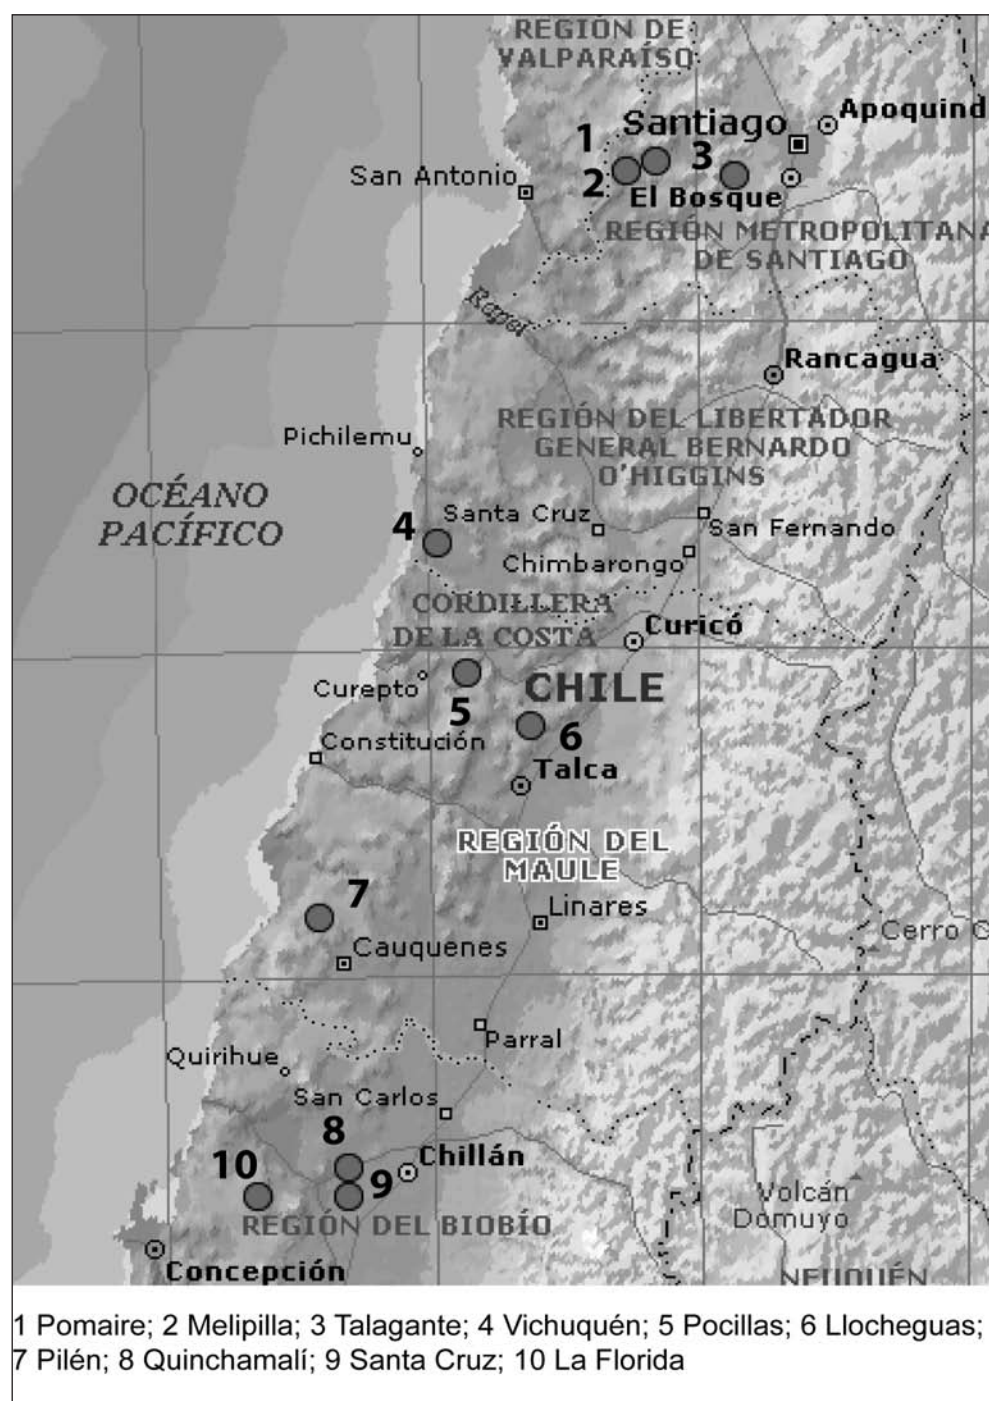 REGIÓN DE
VALPARAÍSO
Apoquind
Santiago
1
2
3
San Antonio
El Bosque
REGIÓN METROPOLITANA
DE SANTIAGO
Rapel
Rancagua
REGIÓN DEL LIBERTADOR
GENERAL BERNARDO
O'HIGGINS
Pichilemu
OCÉANO
PACÍFICO
4
Santa Cruz
San Fernando
Chimbarongo
CORDILLERA
DE LA COSTA
Curicó
Curepto
CHILE
5
6
Constitución
Talca
REGIÓN DEL
MAULE
7
Linares
Cauquenes
Cerro C
Parral
Quirihue
San Carlos
8
Chillán
10
9
Volcán
Domuyo
REGIÓN DEL BIOBÍO
Concepción
NEUQUÉN
1 Pomaire; 2 Melipilla; 3 Talagante; 4 Vichuquén; 5 Pocillas; 6 Llocheguas;
7 Pilén; 8 Quinchamalí; 9 Santa Cruz; 10 La Florida